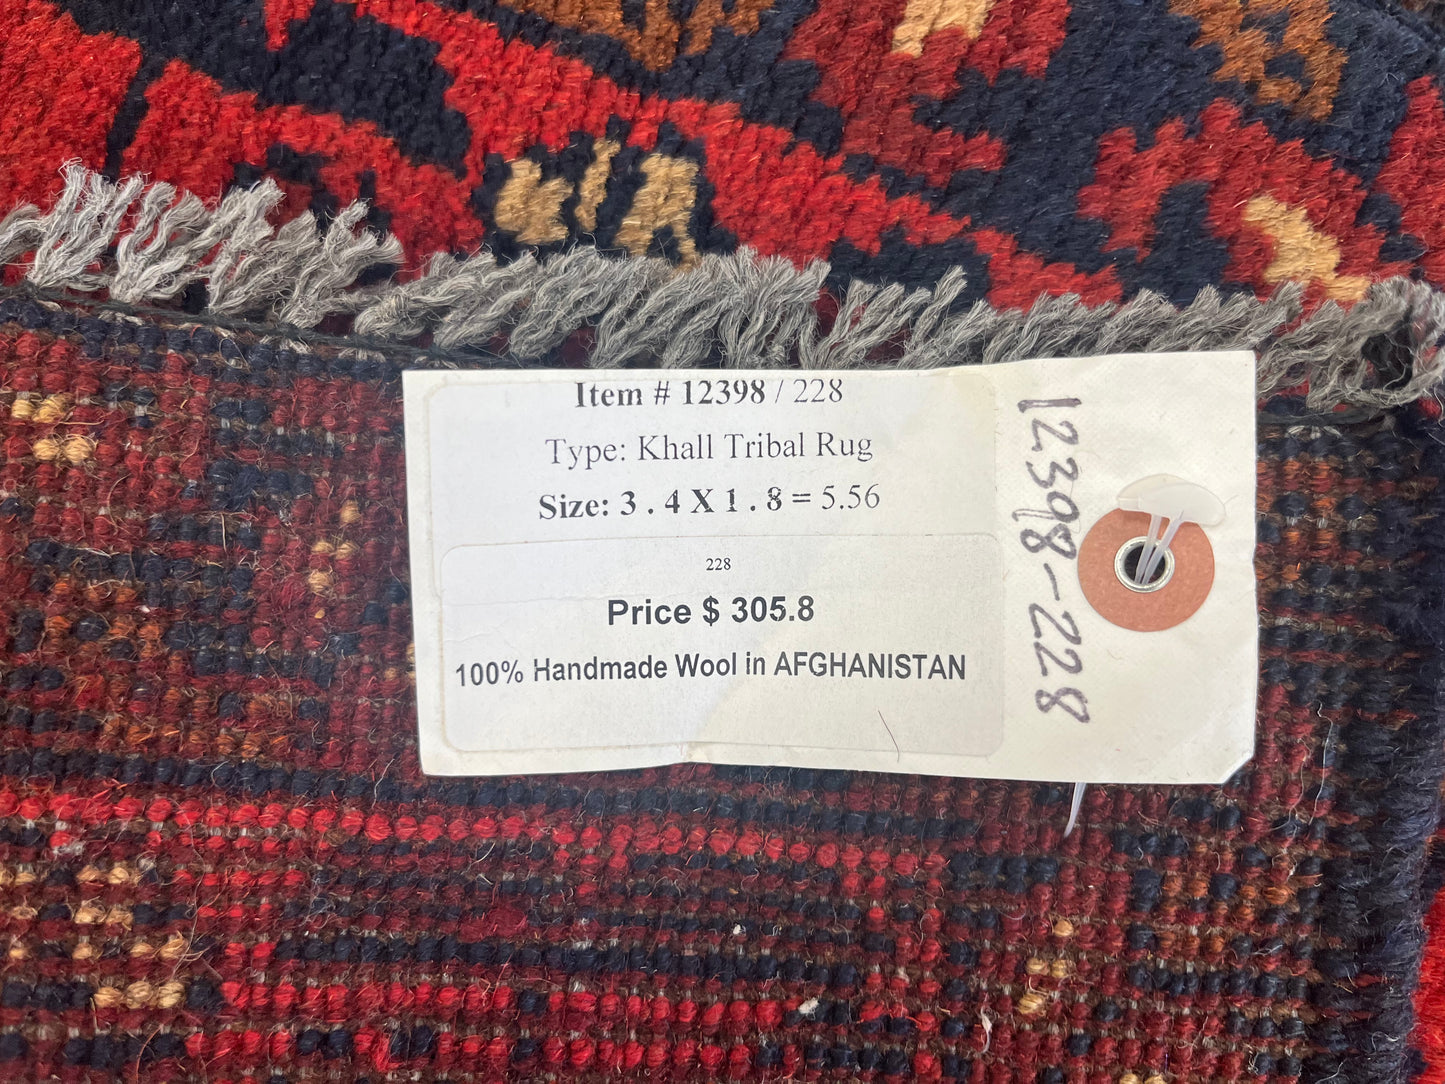 Item # 12398 / 228
Type: Khall Tribal Rug
Size: 3 . 4 X 1 . 8 = 5.56
228
Price $ 305.8
100% Handmade Wool in AFGHANISTAN
12398-228